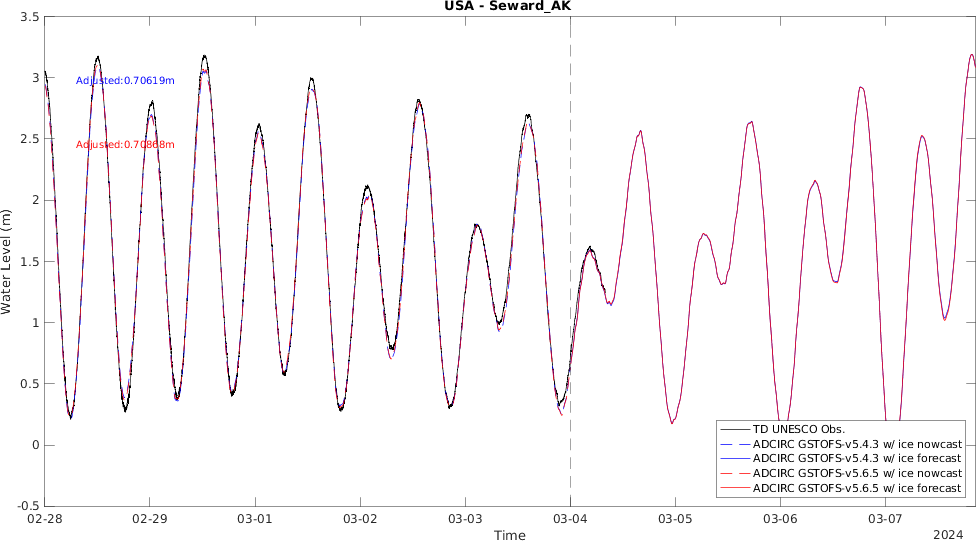 USA - Seward_AK
3.5
3
2.5
2
1.5
1
0.5
0
-0.5
Water Level (m)
Adjusted:0.70619m
Adjusted:0.70868m
TD UNESCO Obs.
ADCIRC GSTOFS-v5.4.3 w/ ice nowcast
ADCIRC GSTOFS-v5.4.3 w/ ice forecast
ADCIRC GSTOFS-v5.6.5 w/ ice nowcast
ADCIRC GSTOFS-v5.6.5 w/ ice forecast
02-28 02-29 03-01 03-02 03-03 03-04 03-05 03-06 03-07
Time
2024